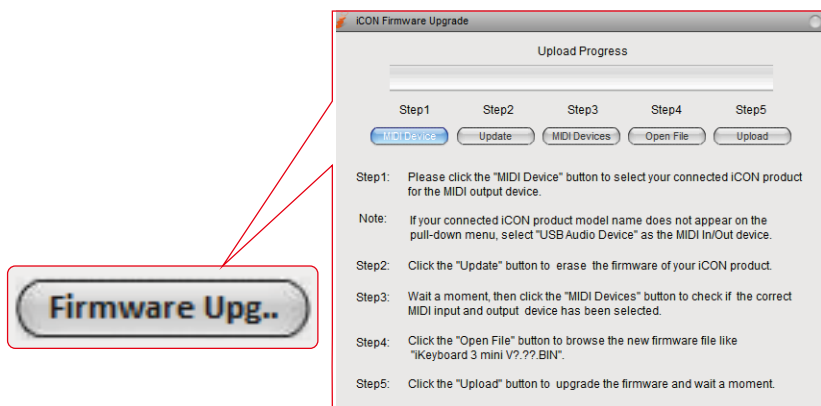 iCON Firmware Upgrade
Upload Progress
Step1 Step2 Step3 Step4 Step5
MIDI Device Update MIDI Devices Open File Upload
Step1: Please click the "MIDI Device" button to select your connected iCON product
for the MIDI output device.
Note: If your connected iCON product model name does not appear on the
pull-down menu, select "USB Audio Device" as the MIDI In/Out device.
Step2: Click the "Update" button to erase the firmware of your iCON product.
Step3: Wait a moment, then click the "MIDI Devices" button to check if the correct
MIDI input and output device has been selected.
Step4: Click the "Open File" button to browse the new firmware file like
"iKeyboard 3 mini V?.??.BIN".
Step5: Click the "Upload" button to upgrade the firmware and wait a moment.
Firmware Upg..